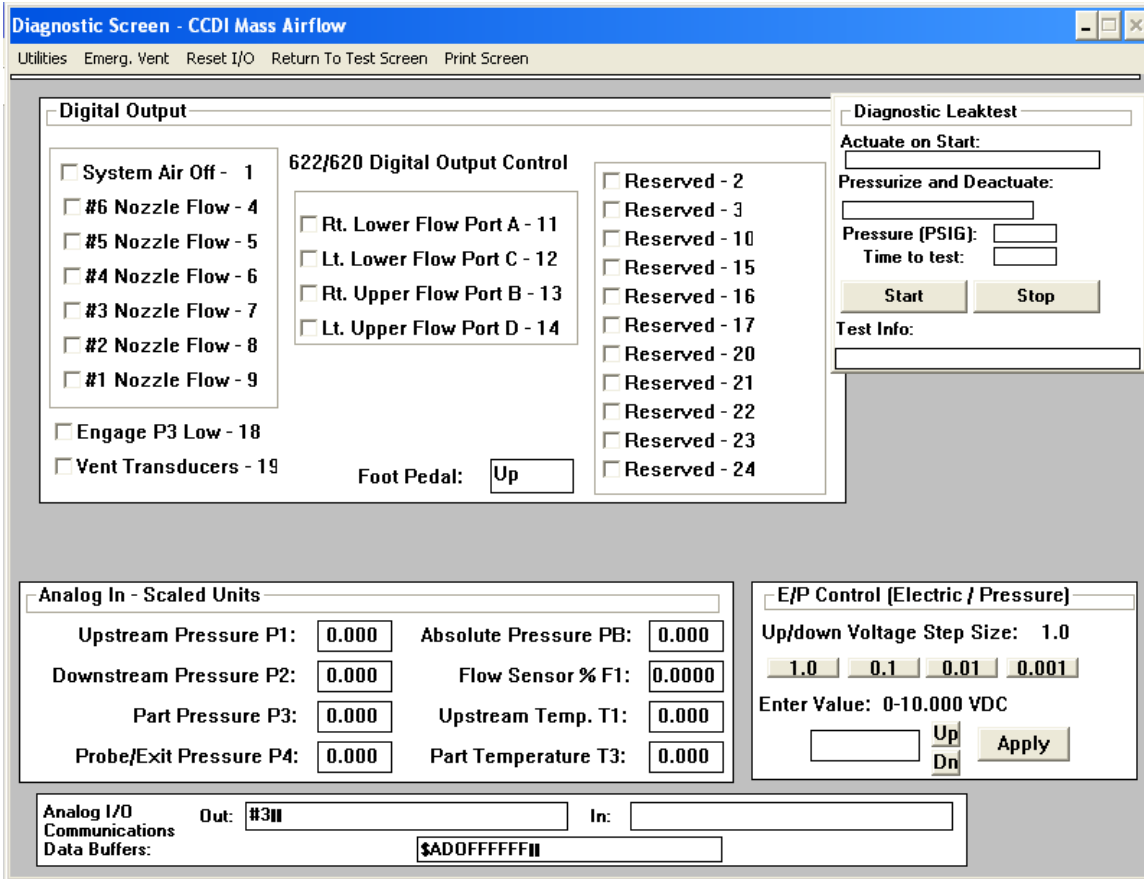 Diagnostic Screen - CCDI Mass Airflow
Utilities Emerg. Vent Reset I/O Return To Test Screen Print Screen
Digital Output
System Air Off - 1
#6 Nozzle Flow - 4
#5 Nozzle Flow - 5
#4 Nozzle Flow - 6
#3 Nozzle Flow - 7
#2 Nozzle Flow - 8
#1 Nozzle Flow - 9
Engage P3 Low - 18
Vent Transducers - 19
622/620 Digital Output Control
Rt. Lower Flow Port A - 11
Lt. Lower Flow Port C - 12
Rt. Upper Flow Port B - 13
Lt. Upper Flow Port D - 14
Foot Pedal: Up
Reserved - 2
Reserved - 3
Reserved - 10
Reserved - 15
Reserved - 16
Reserved - 17
Reserved - 20
Reserved - 21
Reserved - 22
Reserved - 23
Reserved - 24
Diagnostic Leaktest
Actuate on Start:
Pressurize and Deactuate:
Pressure (PSIG):
Time to test:
Start Stop
Test Info:
Analog In - Scaled Units
Upstream Pressure P1: 0.000 Absolute Pressure PB: 0.000
Downstream Pressure P2: 0.000 Flow Sensor % F1: 0.0000
Part Pressure P3: 0.000 Upstream Temp. T1: 0.000
Probe/Exit Pressure P4: 0.000 Part Temperature T3: 0.000
E/P Control (Electric / Pressure)
Up/down Voltage Step Size: 1.0
1.0 0.1 0.01 0.001
Enter Value: 0-10.000 VDC
Up
Dn
Apply
Analog I/O
Communications
Data Buffers:
Out: #3 In:
$AD0FFFFFF